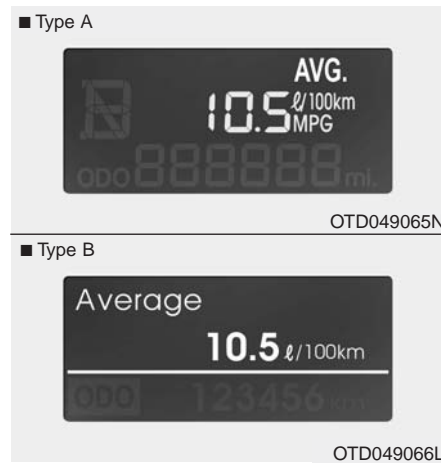 ■ Type A
AVG.
10.5 ℓ/100km
MPG
ODO 888888 mi.
OTD049065N
■ Type B
Average
10.5 ℓ/100km
ODO 123456 km
OTD049066L